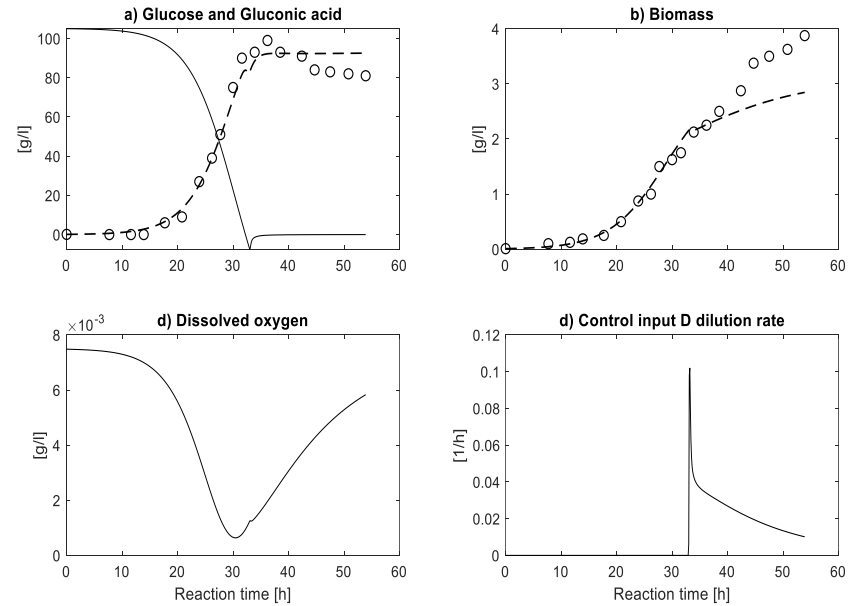 a) Glucose and Gluconic acid
[g/l]
100
80
60
40
20
0
0 10 20 30 40 50 60
b) Biomass
[g/l]
4
3
2
1
0
0 10 20 30 40 50 60
d) Dissolved oxygen
×10⁻³
[g/l]
8
6
4
2
0
0 10 20 30 40 50 60
Reaction time [h]
d) Control input D dilution rate
[1/h]
0.12
0.1
0.08
0.06
0.04
0.02
0
0 10 20 30 40 50 60
Reaction time [h]